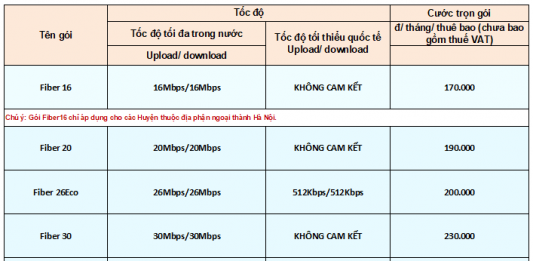 Tên gói
Tốc độ
Cước trọn gói
Tốc độ tối đa trong nước
Tốc độ tối thiểu quốc tế
Upload/ download
đ/ tháng/ thuê bao (chưa bao
gồm thuế VAT)
Upload/ download
Fiber 16
16Mbps/16Mbps
KHÔNG CAM KẾT
170.000
Chú ý: Gói Fiber16 chỉ áp dụng cho các Huyện thuộc địa phận ngoại thành Hà Nội.
Fiber 20
20Mbps/20Mbps
KHÔNG CAM KẾT
190.000
Fiber 26Eco
26Mbps/26Mbps
512Kbps/512Kbps
200.000
Fiber 30
30Mbps/30Mbps
KHÔNG CAM KẾT
230.000